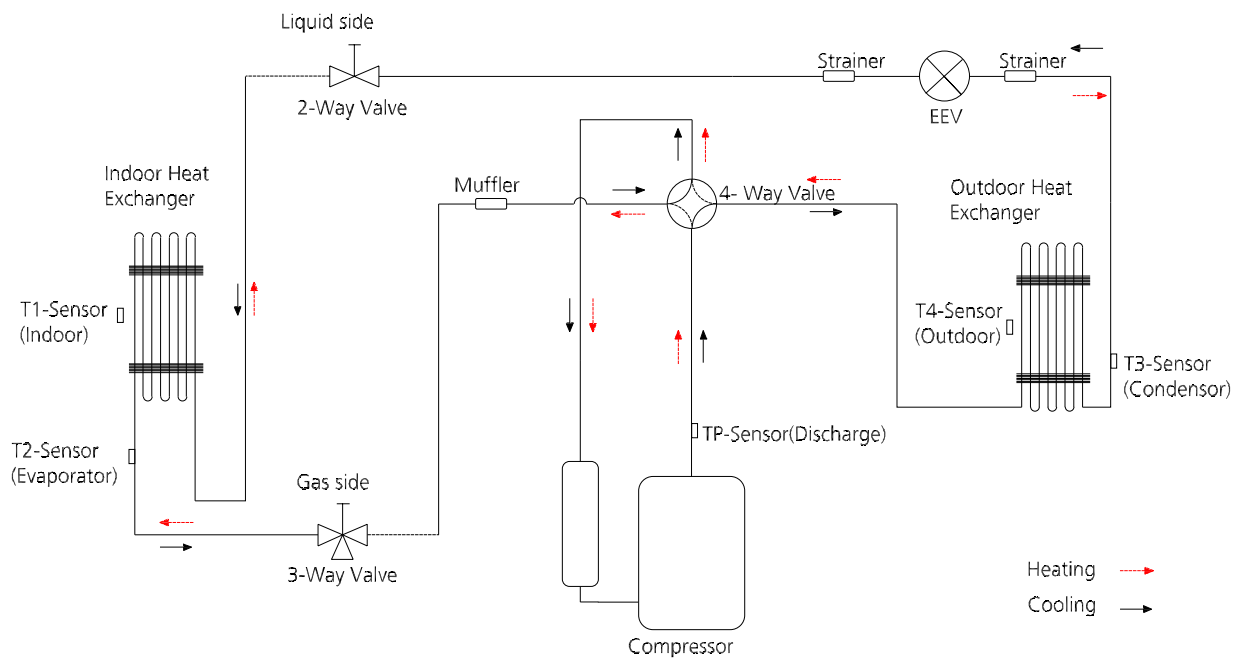 Liquid side
2-Way Valve
Strainer
EEV
Strainer
Indoor Heat
Exchanger
Muffler
4- Way Valve
Outdoor Heat
Exchanger
T1-Sensor
(Indoor)
T4-Sensor
(Outdoor)
T3-Sensor
(Condensor)
T2-Sensor
(Evaporator)
TP-Sensor(Discharge)
Gas side
3-Way Valve
Compressor
Heating
Cooling